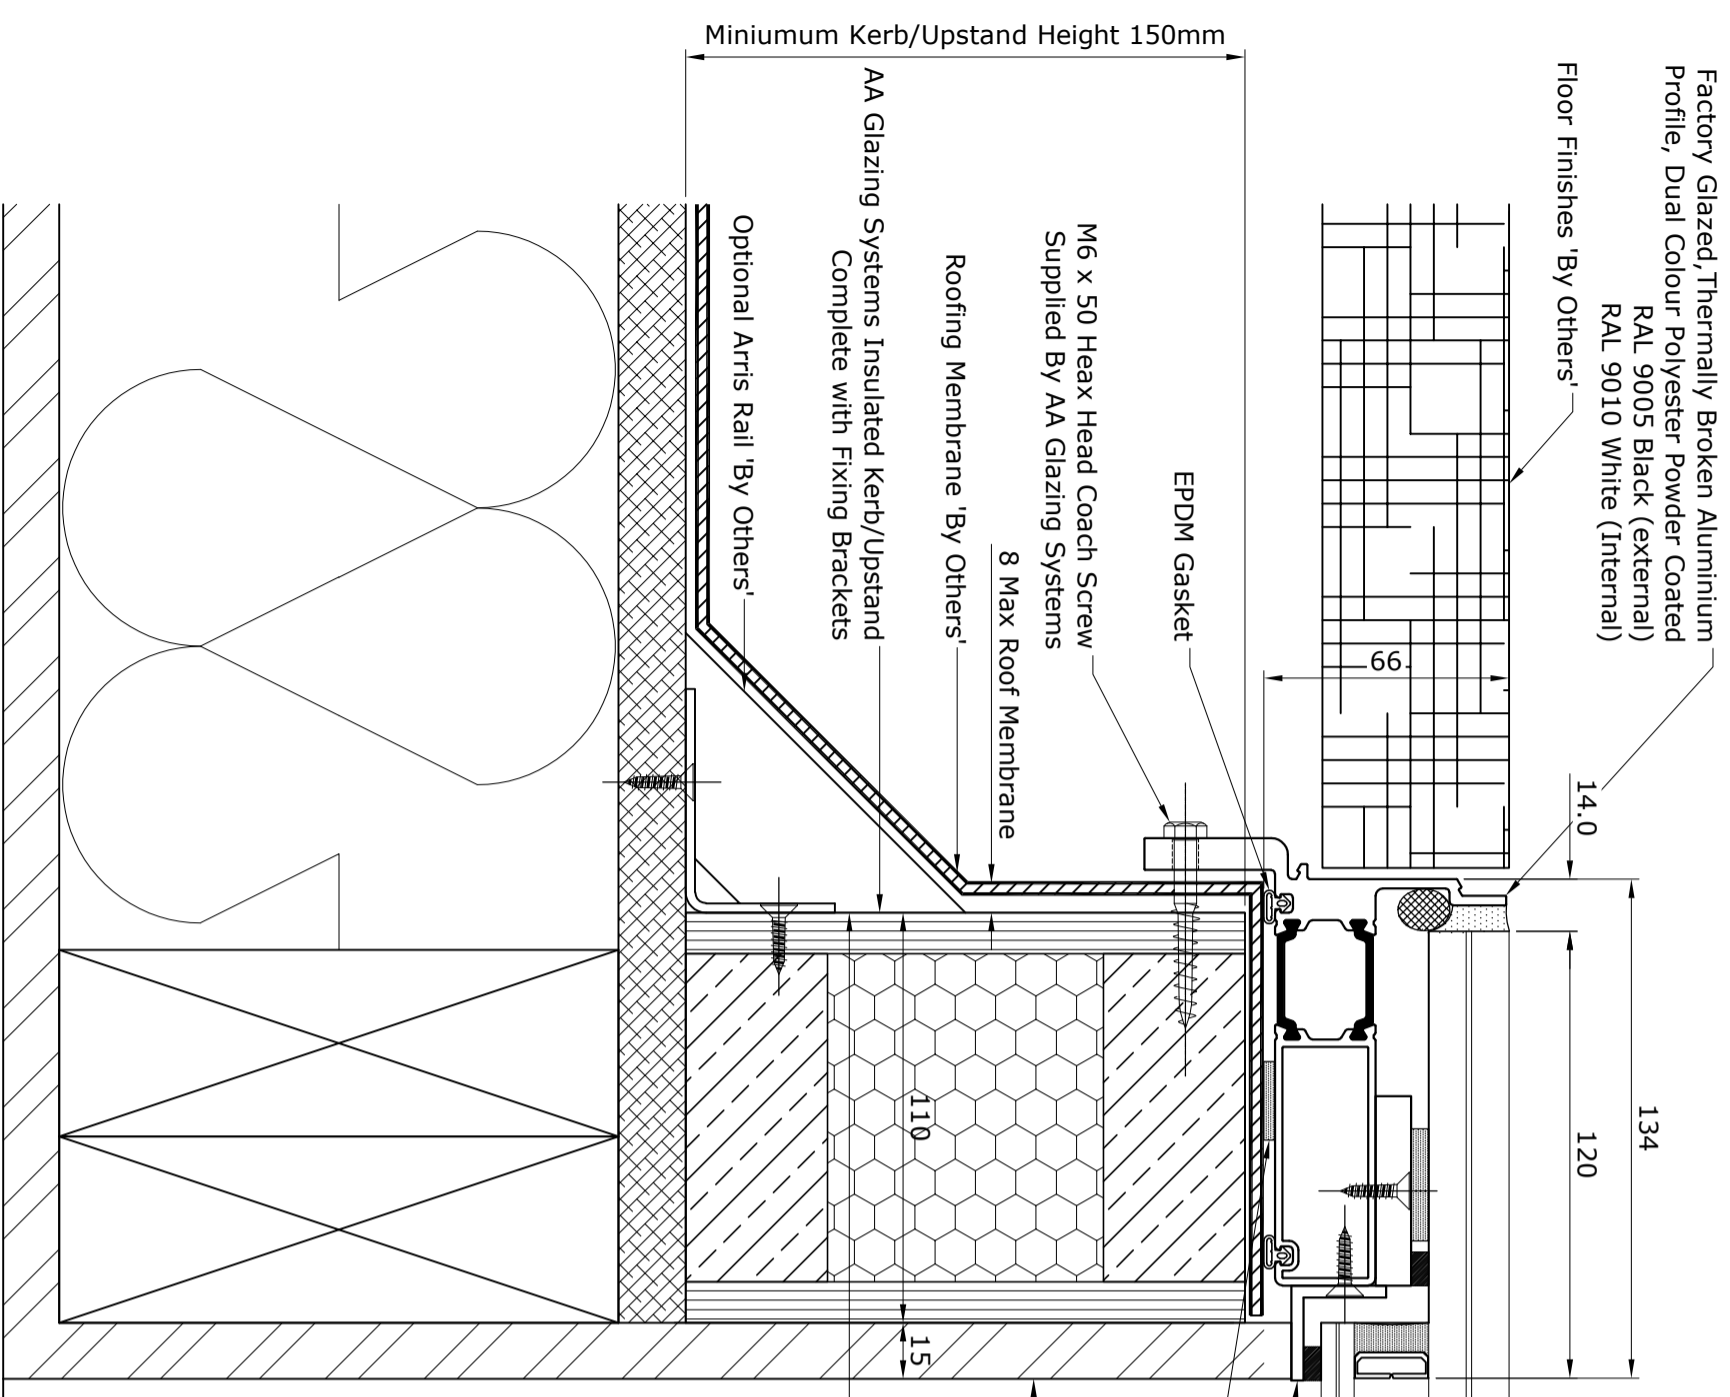 Miniumum Kerb/Upstand Height 150mm
Factory Glazed,Thermally Broken Aluminium
Profile, Dual Colour Polyester Powder Coated
RAL 9005 Black (external)
RAL 9010 White (Internal)
Floor Finishes 'By Others'
EPDM Gasket
M6 x 50 Heax Head Coach Screw
Supplied By AA Glazing Systems
8 Max Roof Membrane
Roofing Membrane 'By Others'
AA Glazing Systems Insulated Kerb/Upstand
Complete with Fixing Brackets
Optional Arris Rail 'By Others'
66
14.0
134
120
110
15